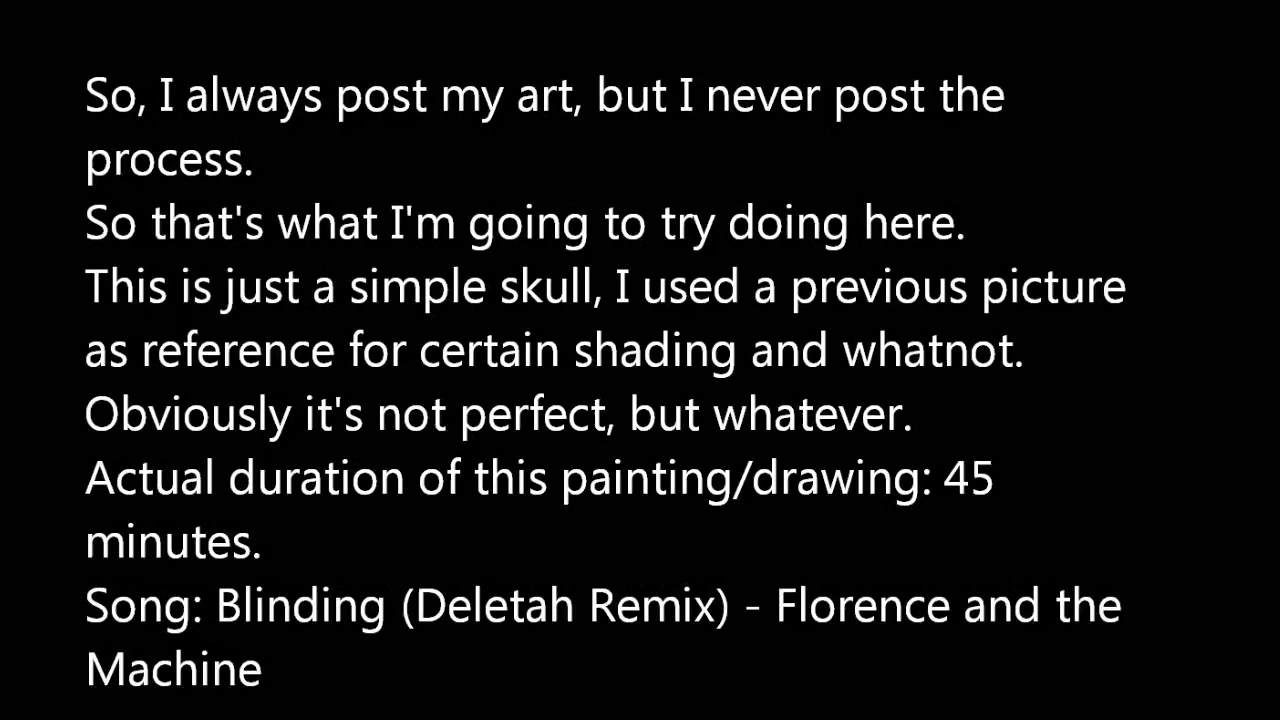 So, I always post my art, but I never post the
process.
So that's what I'm going to try doing here.
This is just a simple skull, I used a previous picture
as reference for certain shading and whatnot.
Obviously it's not perfect, but whatever.
Actual duration of this painting/drawing: 45
minutes.
Song: Blinding (Deletah Remix) - Florence and the
Machine